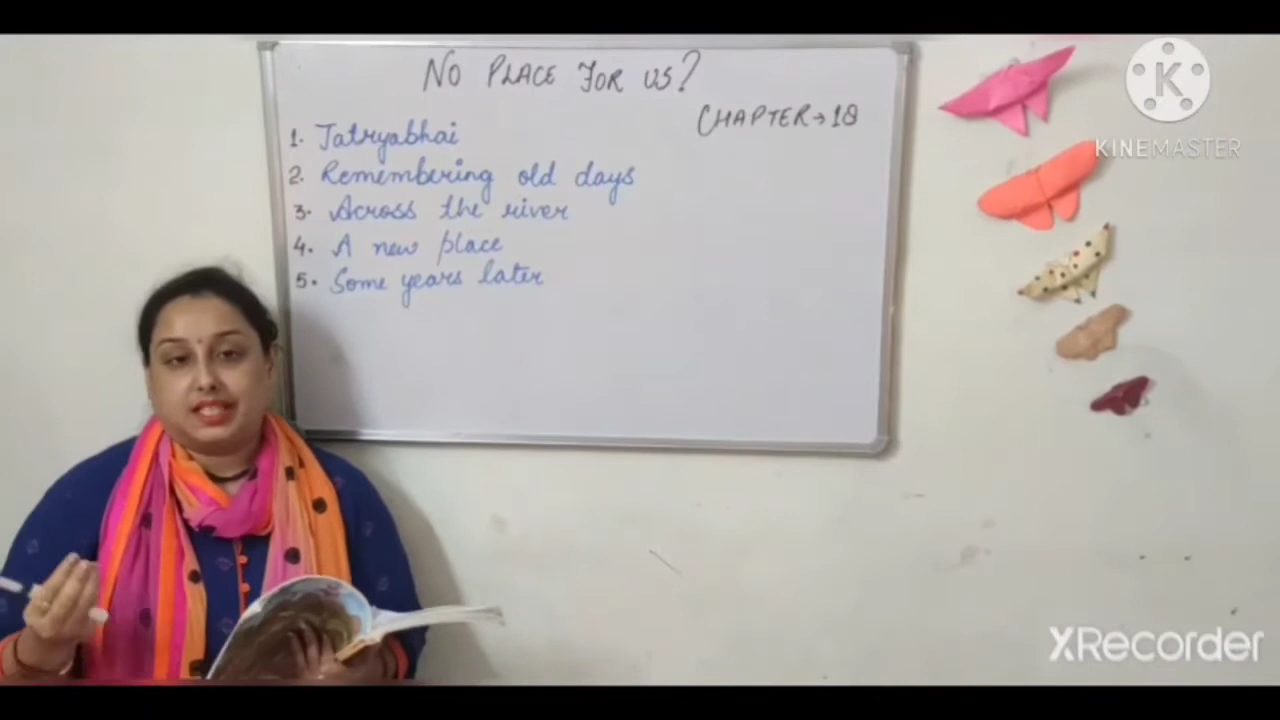 NO PLACE FOR US?
CHAPTER → 18
1. Jatryabhai
2. Remembering old days
3. Across the river
4. A new place
5. Some years later
K
KINEMASTER
XRecorder